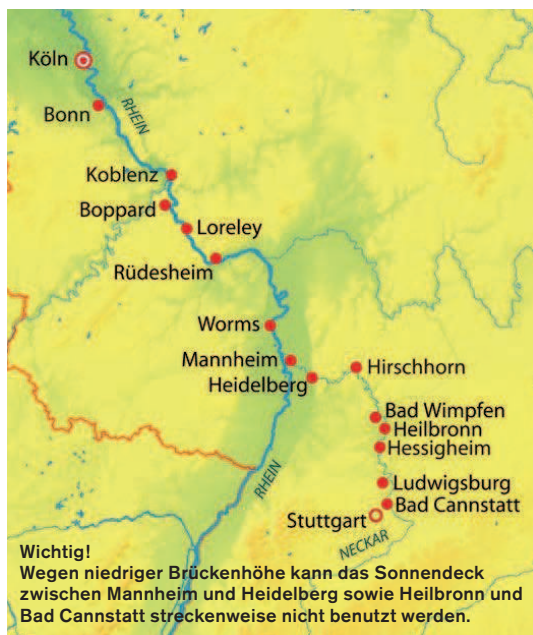 Köln
RHEIN
Bonn
Koblenz
Boppard
Loreley
Rüdesheim
Worms
Mannheim
Hirschhorn
Heidelberg
Bad Wimpfen
Heilbronn
Hessigheim
RHEIN
Ludwigsburg
Bad Cannstatt
Stuttgart
NECKAR
Wichtig!
Wegen niedriger Brückenhöhe kann das Sonnendeck
zwischen Mannheim und Heidelberg sowie Heilbronn und
Bad Cannstatt streckenweise nicht benutzt werden.